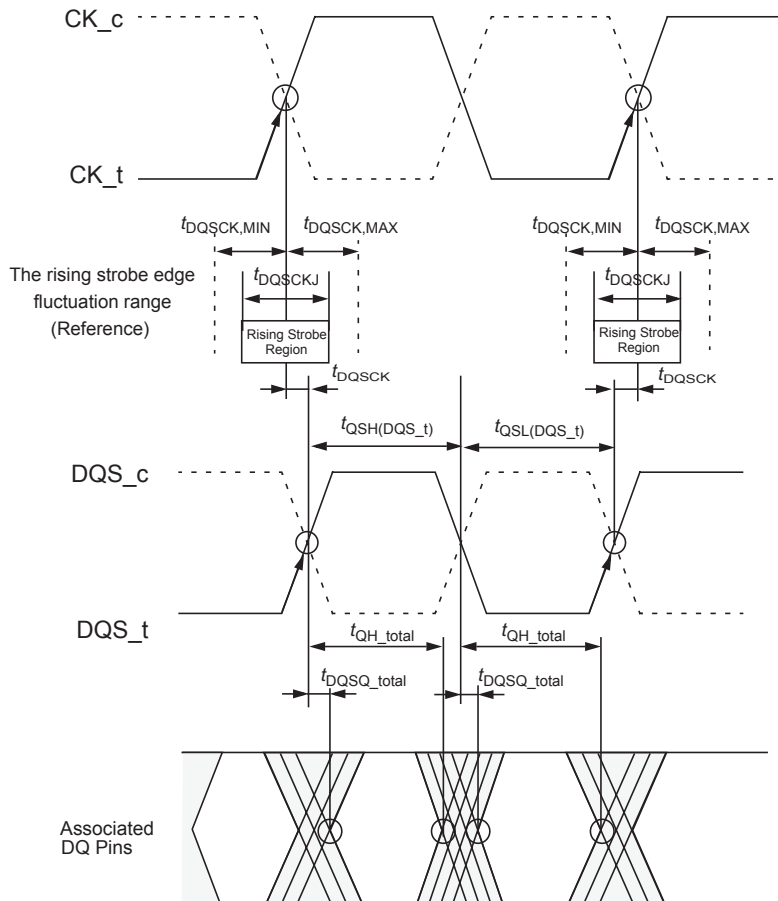 CK_c
CK_t
tDQSCK,MIN
tDQSCK,MAX
tDQSCK,MIN
tDQSCK,MAX
The rising strobe edge
fluctuation range
(Reference)
tDQSCKJ
tDQSCKJ
Rising Strobe
Region
Rising Strobe
Region
tDQSCK
tDQSCK
tQSH(DQS_t)
tQSL(DQS_t)
DQS_c
DQS_t
tQH_total
tQH_total
tDQSQ_total
tDQSQ_total
Associated
DQ Pins